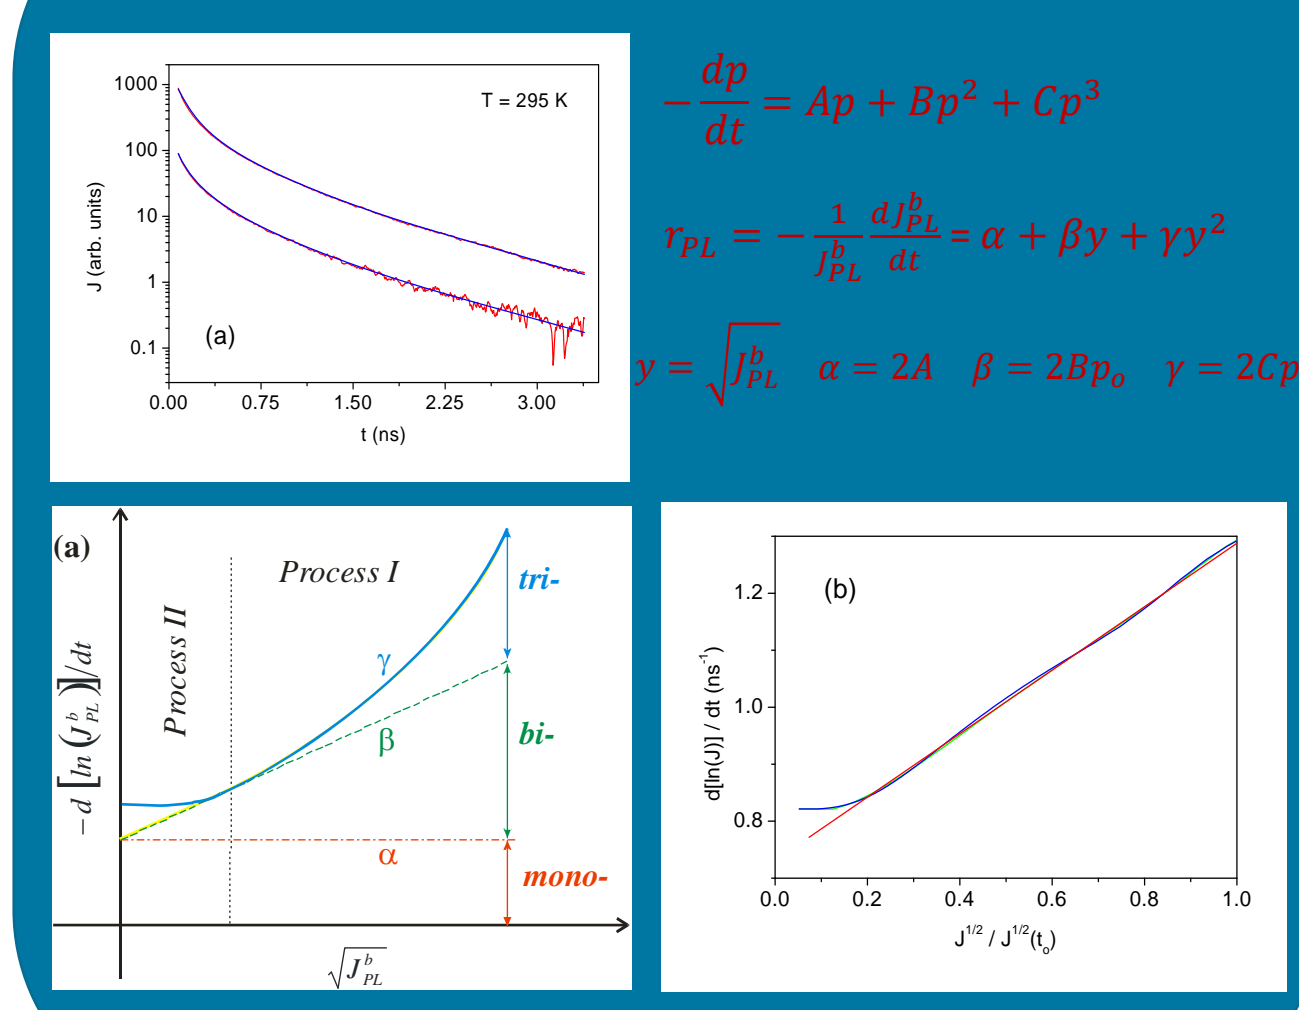 1000
100
10
1
0.1
J (arb. units)
T = 295 K
(a)
0.00 0.75 1.50 2.25 3.00
t (ns)
−dp/dt = Ap + Bp² + Cp³
r_PL = −1/J^b_PL dJ^b_PL/dt = α + βy + γy²
y = √J^b_PL α = 2A β = 2Bp_o γ = 2Cp
(a)
Process I
Process II
tri-
γ
β
bi-
α
mono-
−d [ln(J^b_PL)]/dt
√J^b_PL
(b)
1.2
1.0
0.8
d[ln(J)] / dt (ns⁻¹)
0.0 0.2 0.4 0.6 0.8 1.0
J^1/2 / J^1/2(t_o)